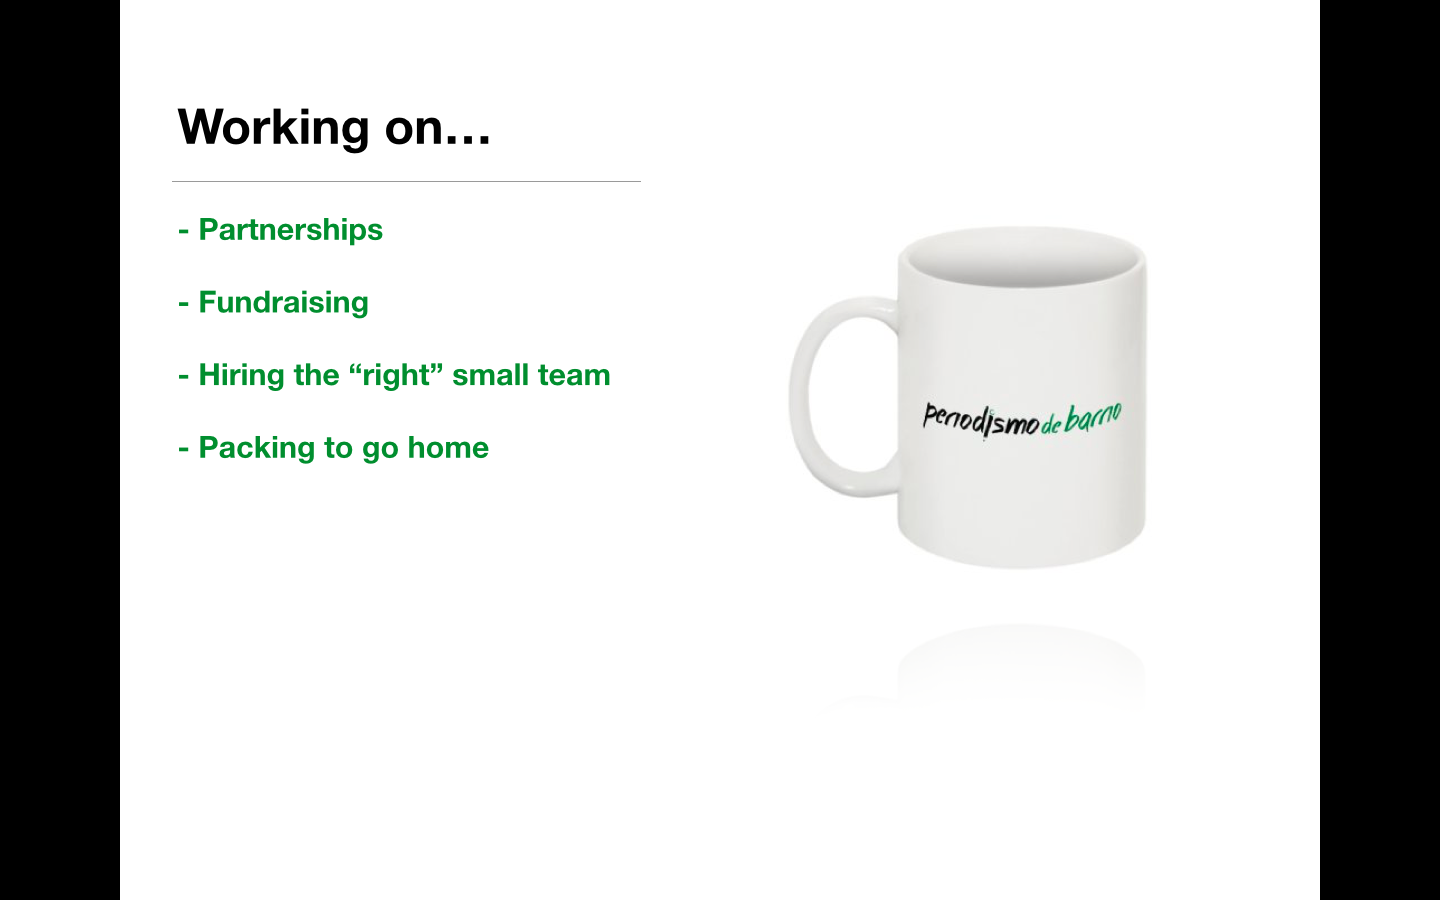 Working on…
- Partnerships
- Fundraising
- Hiring the “right” small team
- Packing to go home
periodismo de barrio